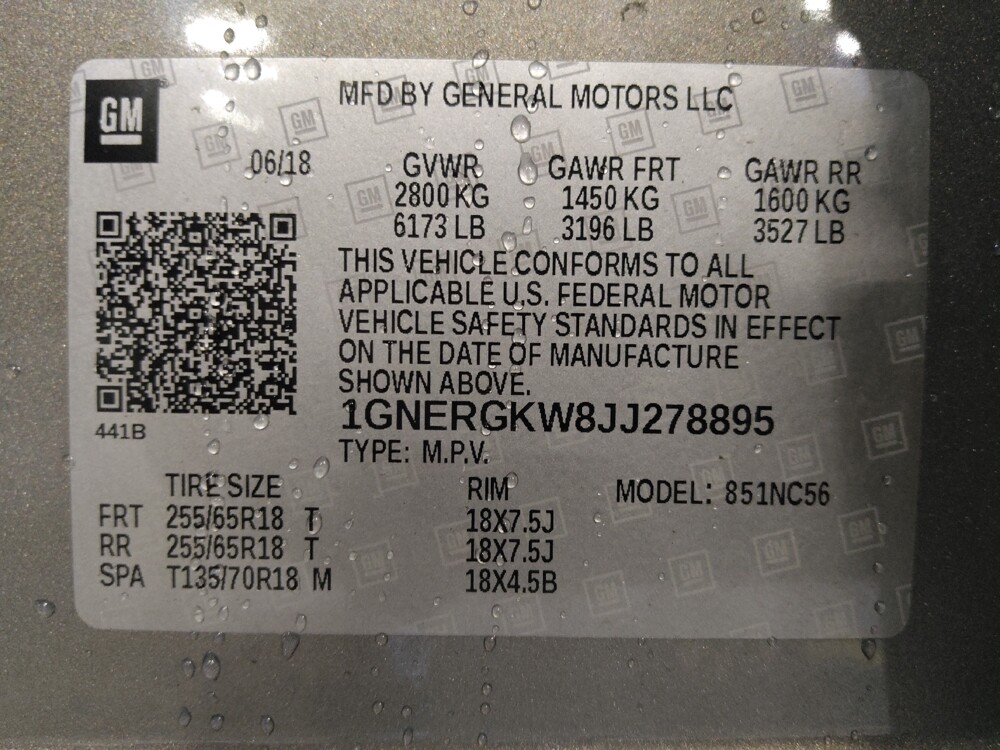 GM
MFD BY GENERAL MOTORS LLC
06/18 GVWR GAWR FRT GAWR RR
2800 KG 1450 KG 1600 KG
6173 LB 3196 LB 3527 LB
THIS VEHICLE CONFORMS TO ALL
APPLICABLE U.S. FEDERAL MOTOR
VEHICLE SAFETY STANDARDS IN EFFECT
ON THE DATE OF MANUFACTURE
SHOWN ABOVE.
1GNERGKW8JJ278895
441B
TYPE: M.P.V.
TIRE SIZE RIM MODEL: 851NC56
FRT 255/65R18 T 18X7.5J
RR 255/65R18 T 18X7.5J
SPA T135/70R18 M 18X4.5B